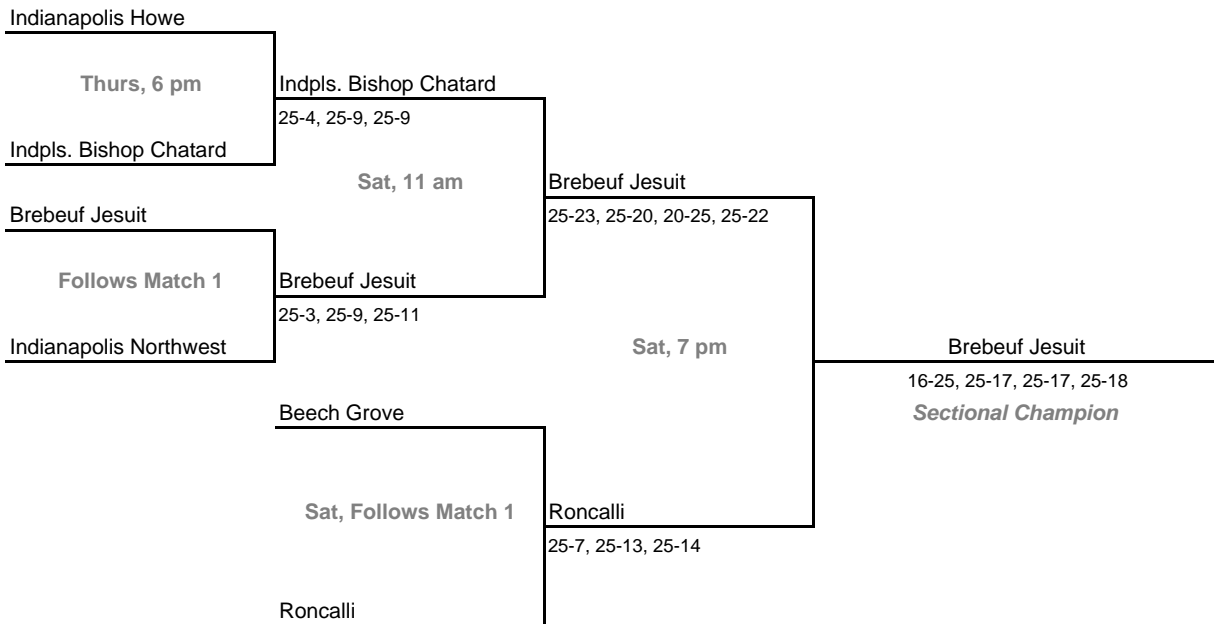 Indianapolis Howe
Thurs, 6 pm
Indpls. Bishop Chatard
25-4, 25-9, 25-9
Indpls. Bishop Chatard
Sat, 11 am
Brebeuf Jesuit
Brebeuf Jesuit
25-23, 25-20, 20-25, 25-22
Follows Match 1
Brebeuf Jesuit
25-3, 25-9, 25-11
Indianapolis Northwest
Sat, 7 pm
Brebeuf Jesuit
16-25, 25-17, 25-17, 25-18
Beech Grove
Sectional Champion
Sat, Follows Match 1
Roncalli
25-7, 25-13, 25-14
Roncalli